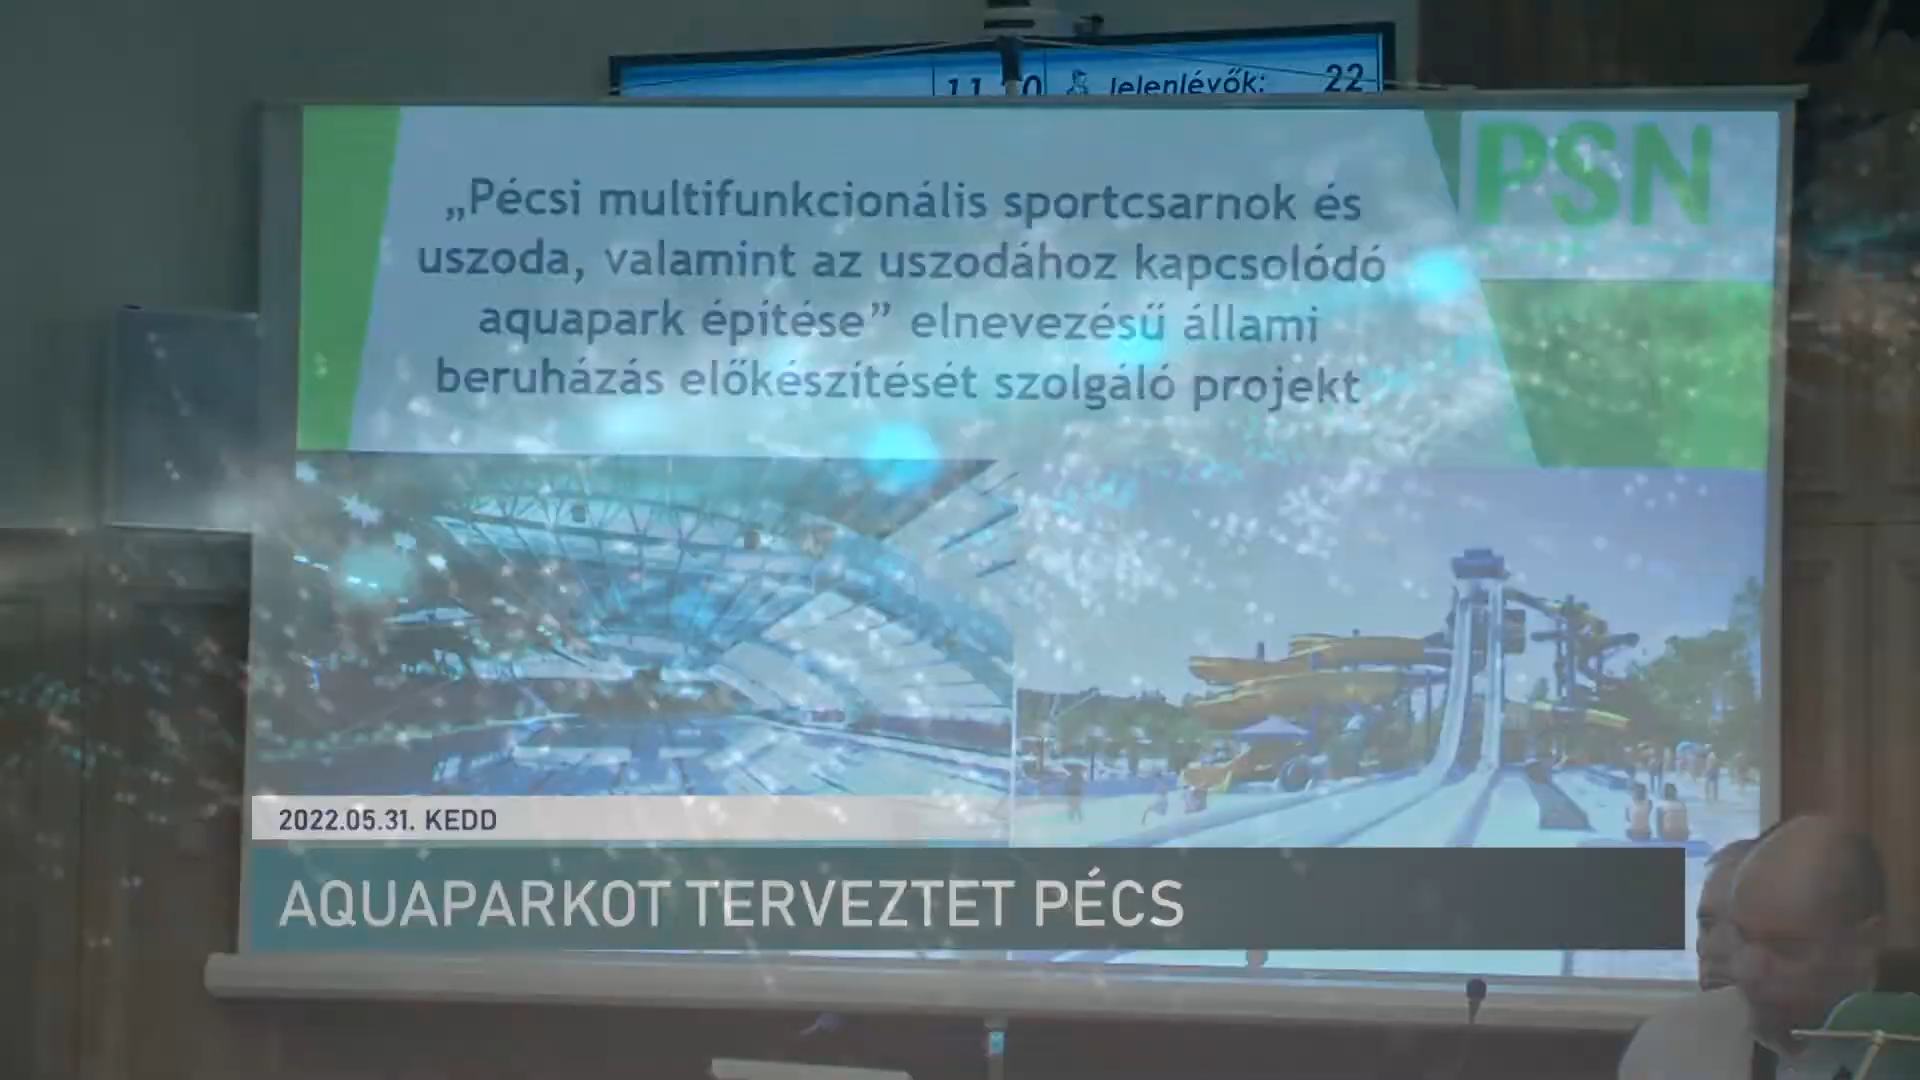 Jelenlévők: 22
PSN
„Pécsi multifunkcionális sportcsarnok és
uszoda, valamint az uszodához kapcsolódó
aquapark építése” elnevezésű állami
beruházás előkészítését szolgáló projekt
2022.05.31. KEDD
AQUAPARKOT TERVEZTET PÉCS